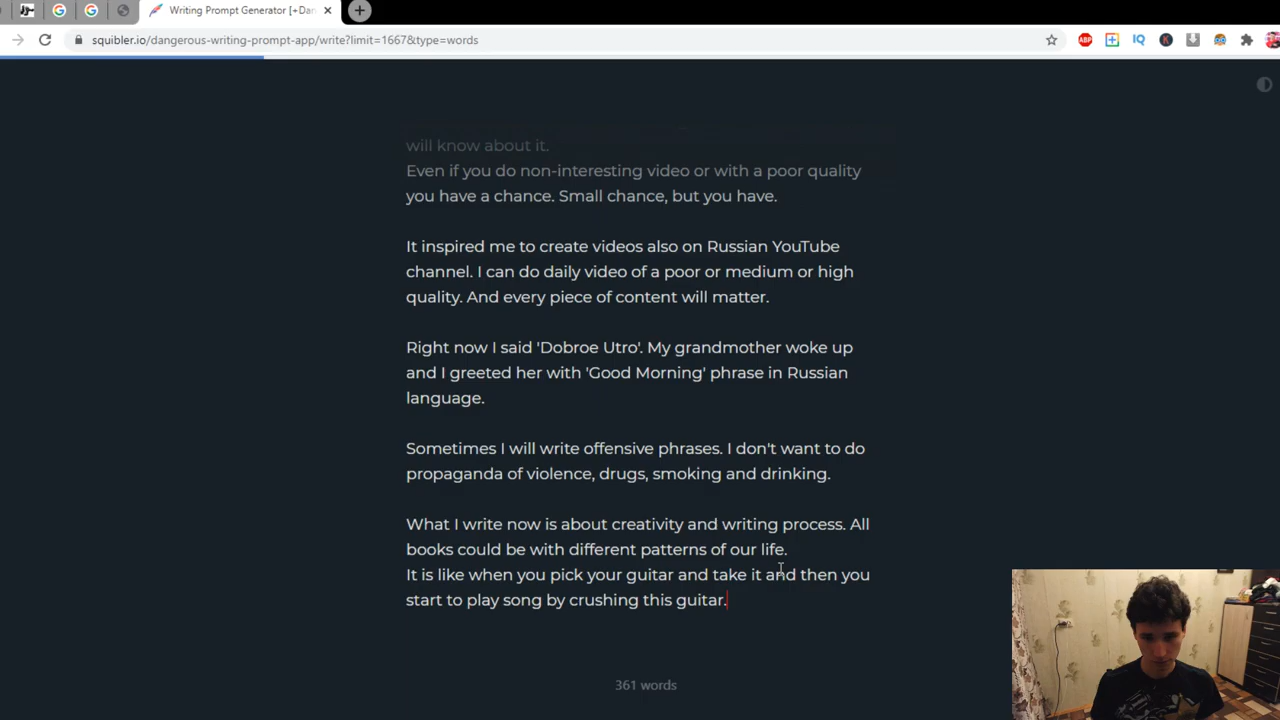 Writing Prompt Generator [+Dan
squibler.io/dangerous-writing-prompt-app/write?limit=1667&type=words
ABP
IQ
K
will know about it.
Even if you do non-interesting video or with a poor quality
you have a chance. Small chance, but you have.
It inspired me to create videos also on Russian YouTube
channel. I can do daily video of a poor or medium or high
quality. And every piece of content will matter.
Right now I said 'Dobroe Utro'. My grandmother woke up
and I greeted her with 'Good Morning' phrase in Russian
language.
Sometimes I will write offensive phrases. I don't want to do
propaganda of violence, drugs, smoking and drinking.
What I write now is about creativity and writing process. All
books could be with different patterns of our life.
It is like when you pick your guitar and take it and then you
start to play song by crushing this guitar.
361 words